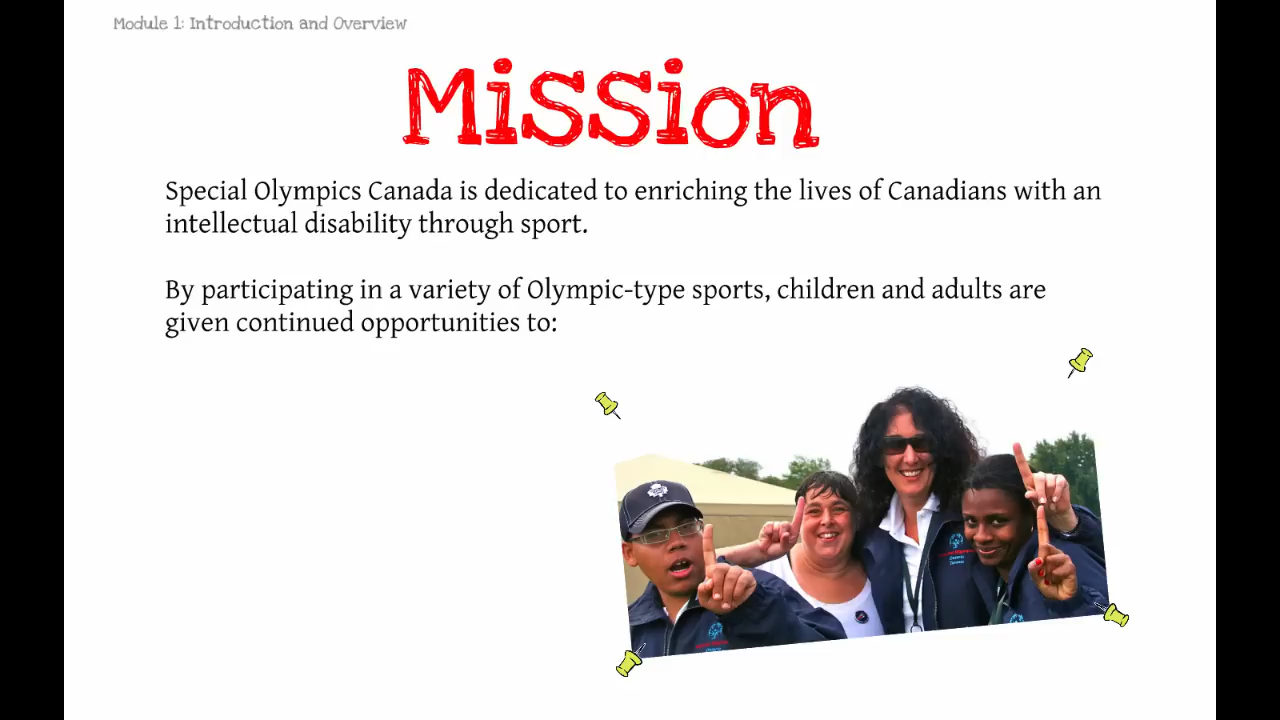 Module 1: Introduction and Overview
Mission
Special Olympics Canada is dedicated to enriching the lives of Canadians with an
intellectual disability through sport.
By participating in a variety of Olympic-type sports, children and adults are
given continued opportunities to: